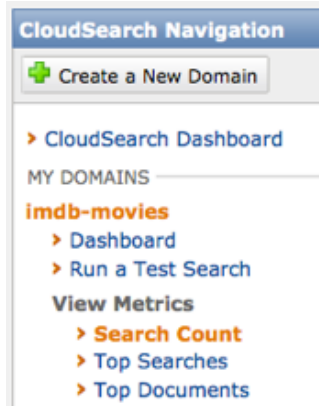 CloudSearch Navigation
Create a New Domain
CloudSearch Dashboard
MY DOMAINS
imdb-movies
Dashboard
Run a Test Search
View Metrics
Search Count
Top Searches
Top Documents